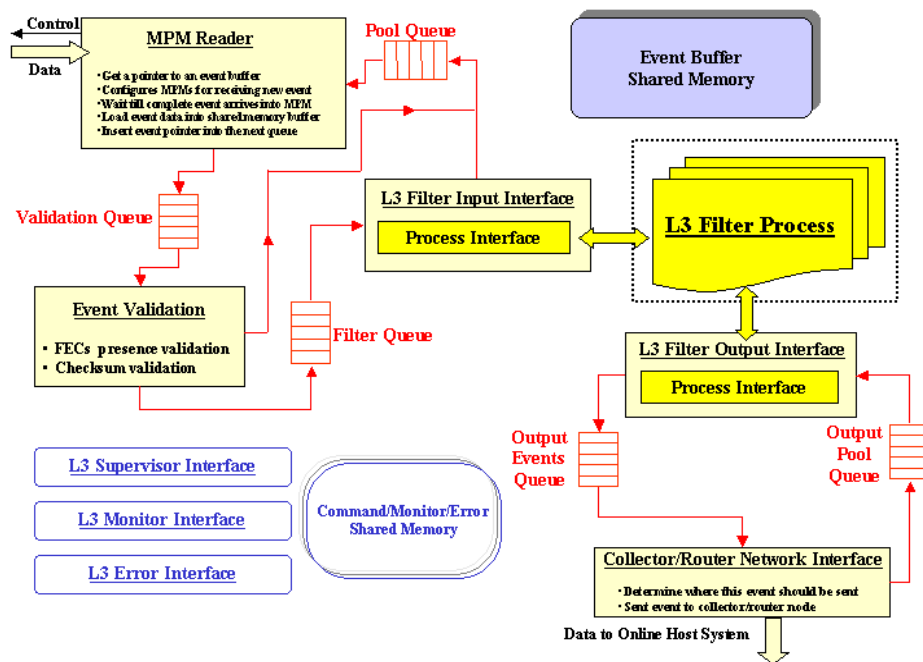 Control
Data
MPM Reader
• Get a pointer to an event buffer
• Configures MPMs for receiving new event
• Wait till complete event arrives into MPM
• Load event data into shared memory buffer
• Insert event pointer into the next queue
Pool Queue
Event Buffer
Shared Memory
Validation Queue
L3 Filter Input Interface
Process Interface
L3 Filter Process
Event Validation
• FECs presence validation
• Checksum validation
Filter Queue
L3 Filter Output Interface
Process Interface
Output
Events
Queue
Output
Pool
Queue
L3 Supervisor Interface
L3 Monitor Interface
L3 Error Interface
Command/Monitor/Error
Shared Memory
Collector/Router Network Interface
• Determine where this event should be sent
• Sent event to collector/router node
Data to Online Host System